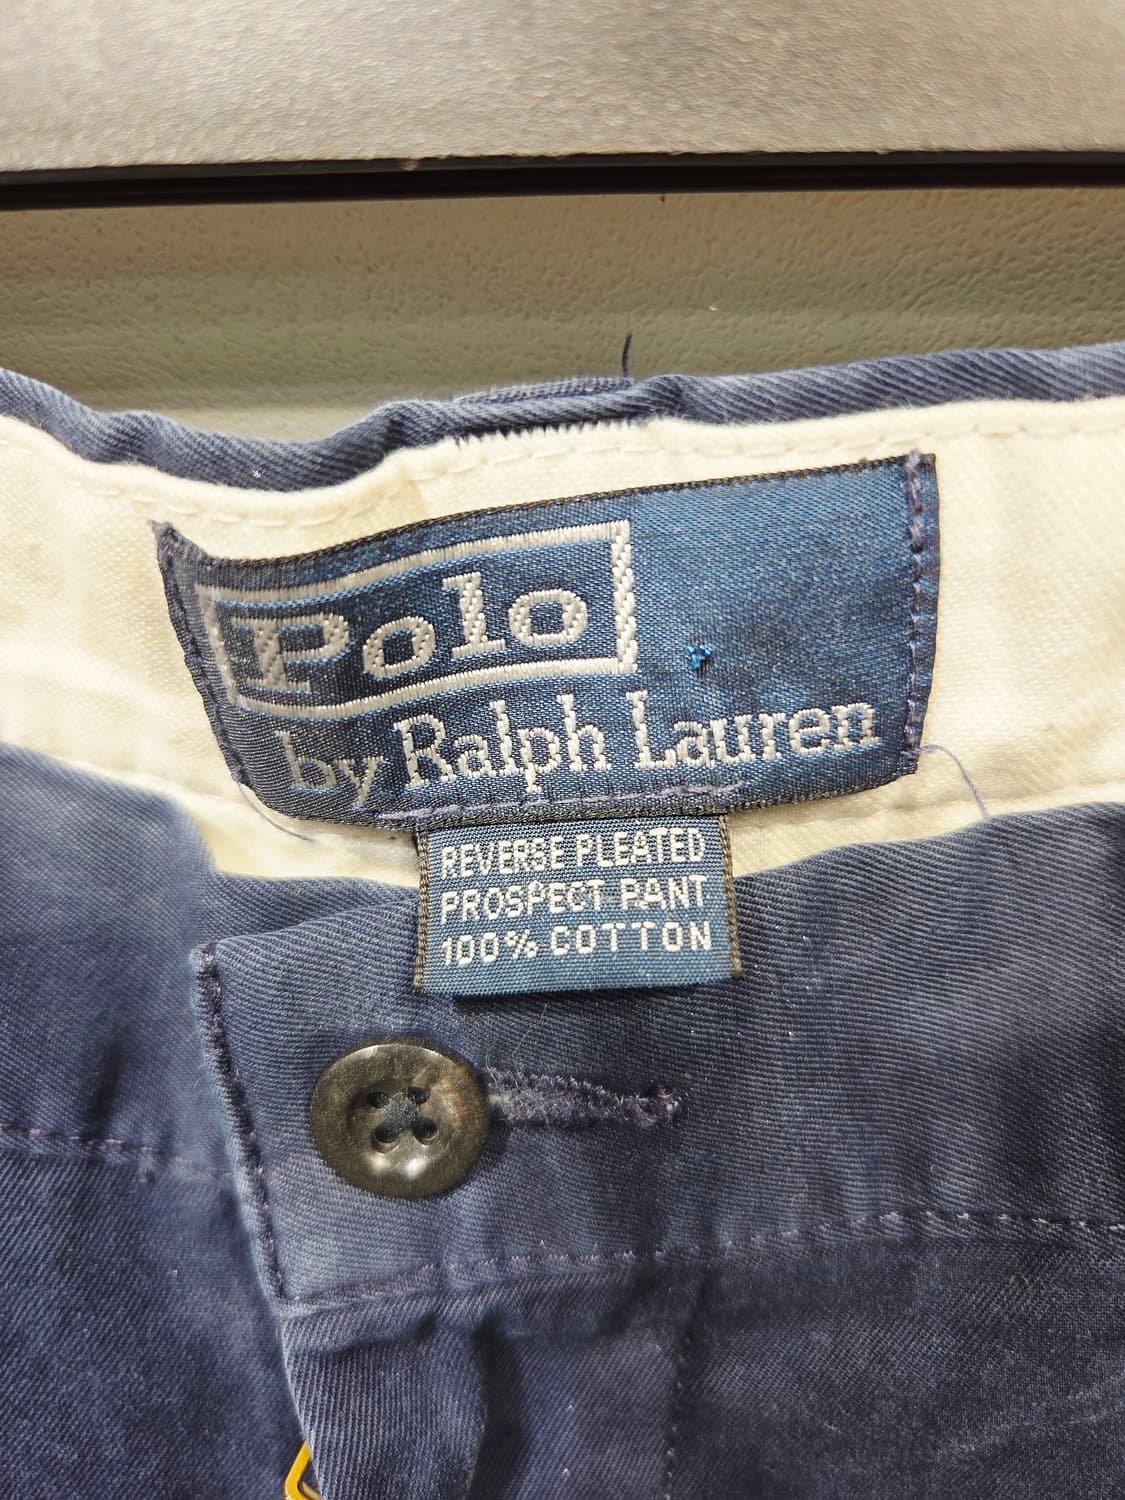 Polo
by Ralph Lauren
REVERSE PLEATED
PROSPECT PANT
100% COTTON